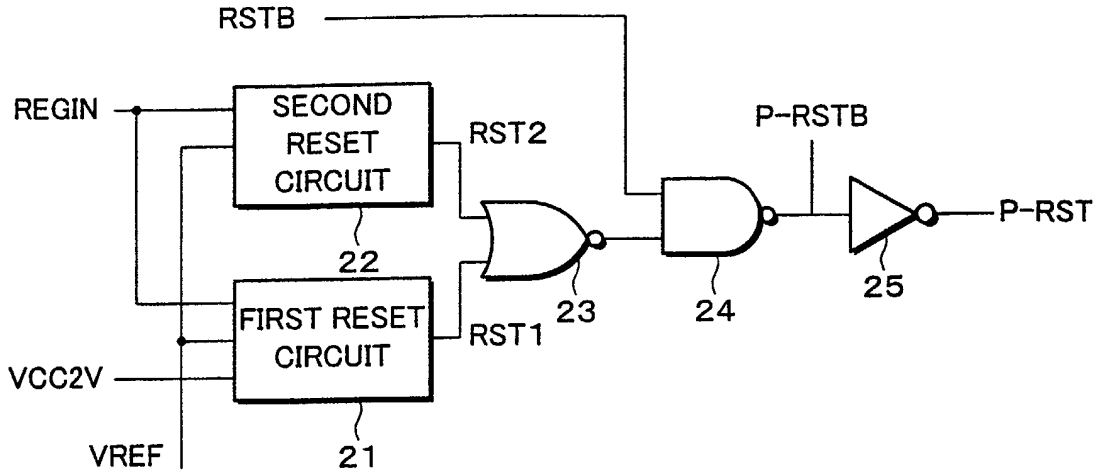 RSTB
REGIN
SECOND
RESET
CIRCUIT
RST2
P-RSTB
P-RST
22
23
24
25
FIRST RESET
CIRCUIT
RST1
VCC2V
VREF
21